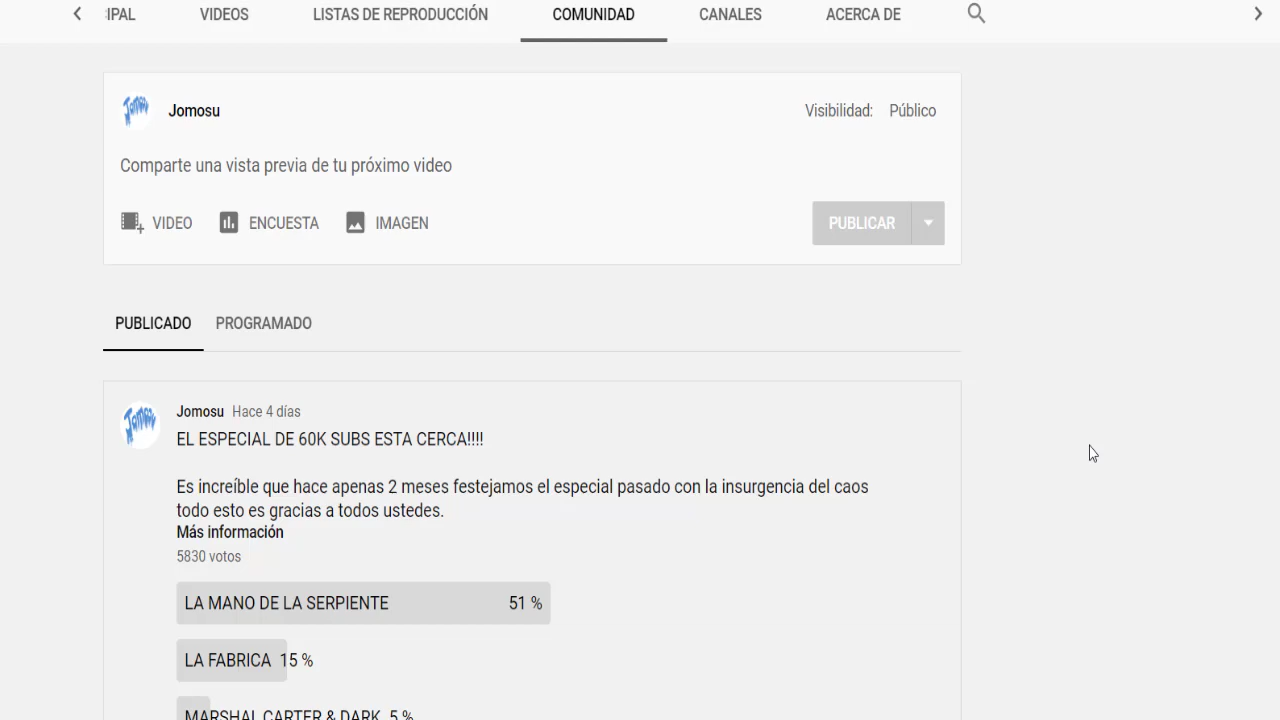 IPAL VIDEOS LISTAS DE REPRODUCCIÓN COMUNIDAD CANALES ACERCA DE
Jomosu Visibilidad: Público
Comparte una vista previa de tu próximo video
VIDEO ENCUESTA IMAGEN PUBLICAR
PUBLICADO PROGRAMADO
Jomosu Hace 4 días
EL ESPECIAL DE 60K SUBS ESTA CERCA!!!!
Es increíble que hace apenas 2 meses festejamos el especial pasado con la insurgencia del caos
todo esto es gracias a todos ustedes.
Más información
5830 votos
LA MANO DE LA SERPIENTE 51 %
LA FABRICA 15 %
MARSHAL CARTER & DARK 5 %